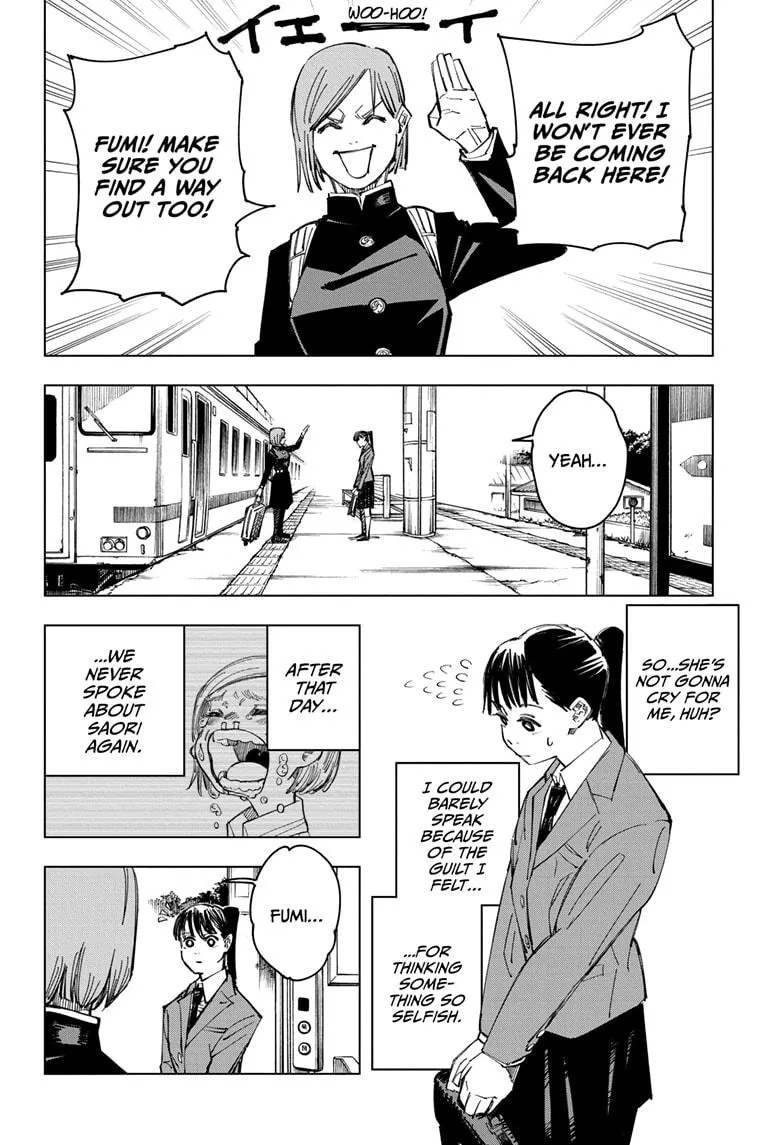 イエーイ
WOO-HOO!
ALL RIGHT! I
WON'T EVER
BE COMING
BACK HERE!
FUMI! MAKE
SURE YOU
FIND A WAY
OUT TOO!
YEAH...
SO...SHE'S
NOT GONNA
CRY FOR
ME, HUH?
I COULD
BARELY
SPEAK
BECAUSE
OF THE
GUILT I
FELT...
...FOR
THINKING
SOME-
THING SO
SELFISH.
AFTER
THAT
DAY...
...WE
NEVER
SPOKE
ABOUT
SAORI
AGAIN.
FUMI...